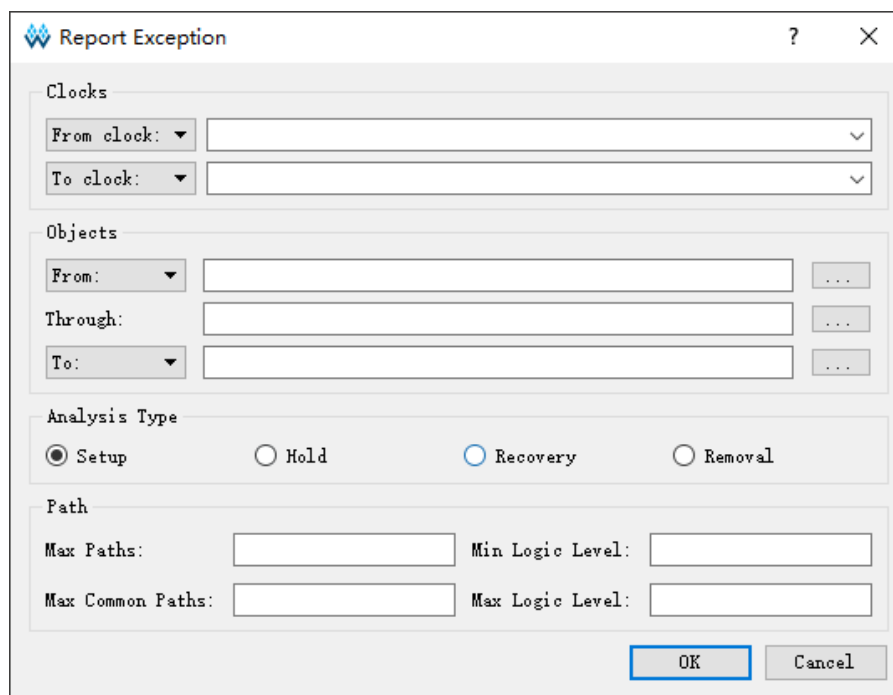 Report Exception ?
Clocks
From clock:
To clock:
Objects
From: ...
Through: ...
To: ...
Analysis Type
Setup Hold Recovery Removal
Path
Max Paths: Min Logic Level:
Max Common Paths: Max Logic Level:
OK Cancel